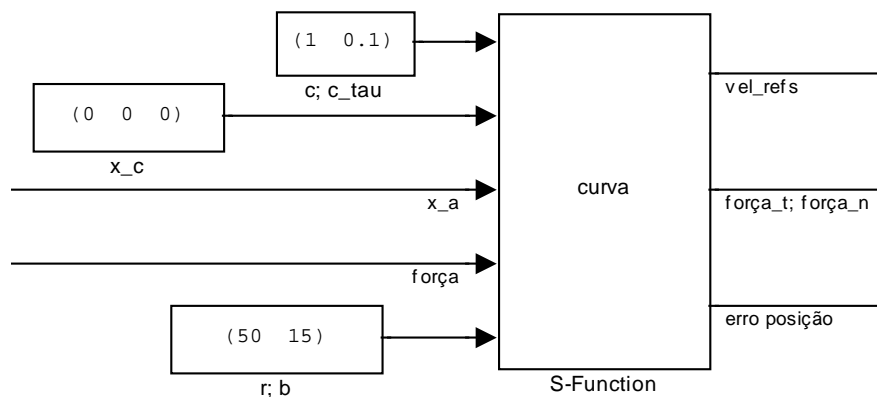 (1 0.1)
c; c_tau
(0 0 0)
x_c
x_a
força
(50 15)
r; b
curva
S-Function
vel_refs
força_t; força_n
erro posição